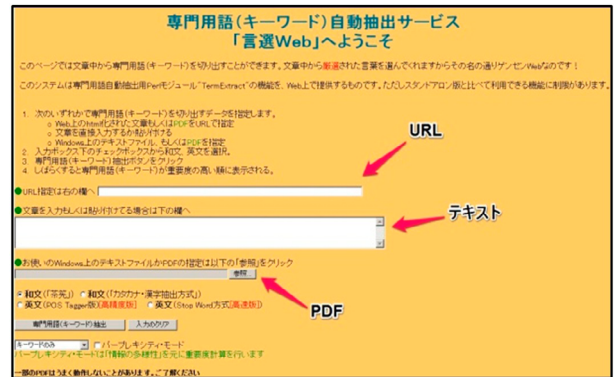 専門用語(キーワード)自動抽出サービス
「言選Web」へようこそ
このページでは文章中から専門用語(キーワード)を切り出すことができます。文章中から厳選された言葉を選んでくれますからその名の通りゲンセンWebなのです!
このシステムは専門用語自動抽出用Perlモジュール"TermExtract"の機能を、Web上で提供するものです。ただしスタンドアロン版と比べて利用できる機能に制限があります。
1. 次のいずれかで専門用語(キーワード)を切り出すデータを指定します。
○ Web上のhtml化された文章もしくはPDFをURLで指定
○ 文章を直接入力するか貼り付ける
○ Windows上のテキストファイル、もしくはPDFを指定
2. 入力ボックス下のチェックボックスから和文、英文を選択。
3. 専門用語(キーワード)抽出ボタンをクリック
4. しばらくすると専門用語(キーワード)が重要度の高い順に表示される。
URL
●URL指定は右の欄へ
●文章を入力もしくは貼り付けてる場合は下の欄へ
テキスト
●お使いのWindows上のテキストファイルかPDFの指定は以下の「参照」をクリック
参照
和文(「茶筌」) 和文(「カタカナ・漢字抽出方式」)
英文(POS Tagger版[高精度版]) 英文(Stop Word方式[高速版])
PDF
専門用語(キーワード)抽出 入力のクリア
キーワードのみ パープレキシティ・モード
パープレキシティ・モードは「情報の多様性」を元に重要度計算を行います
一部のPDFはうまく動作しないことがあります。ご了解ください